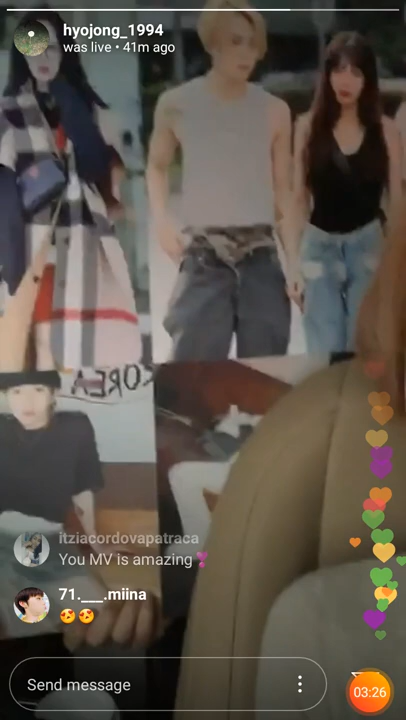 hyojong_1994
was live • 41m ago
KOREA
itziacordovapatraca
You MV is amazing
71.___.miina
Send message
03:26